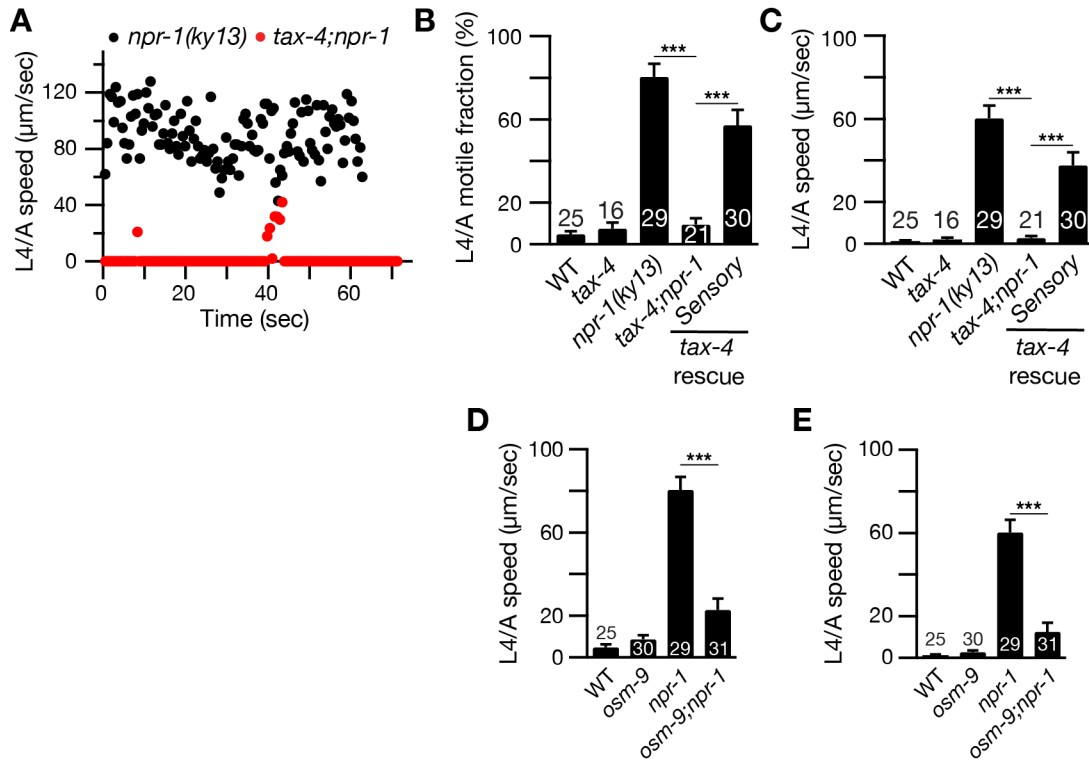 A
npr-1(ky13) tax-4;npr-1
L4/A speed (µm/sec)
120
80
40
0
0 20 40 60
Time (sec)
B
L4/A motile fraction (%)
100
60
20
0
25 16 29 21 30
*** ***
WT
tax-4
npr-1(ky13)
tax-4;npr-1
Sensory
tax-4
rescue
C
L4/A speed (µm/sec)
100
60
20
0
25 16 29 21 30
*** ***
WT
tax-4
npr-1(ky13)
tax-4;npr-1
Sensory
tax-4
rescue
D
L4/A speed (µm/sec)
100
60
20
0
25 30 29 31
***
WT
osm-9
npr-1
osm-9;npr-1
E
L4/A speed (µm/sec)
100
60
20
0
25 30 29 31
***
WT
osm-9
npr-1
osm-9;npr-1